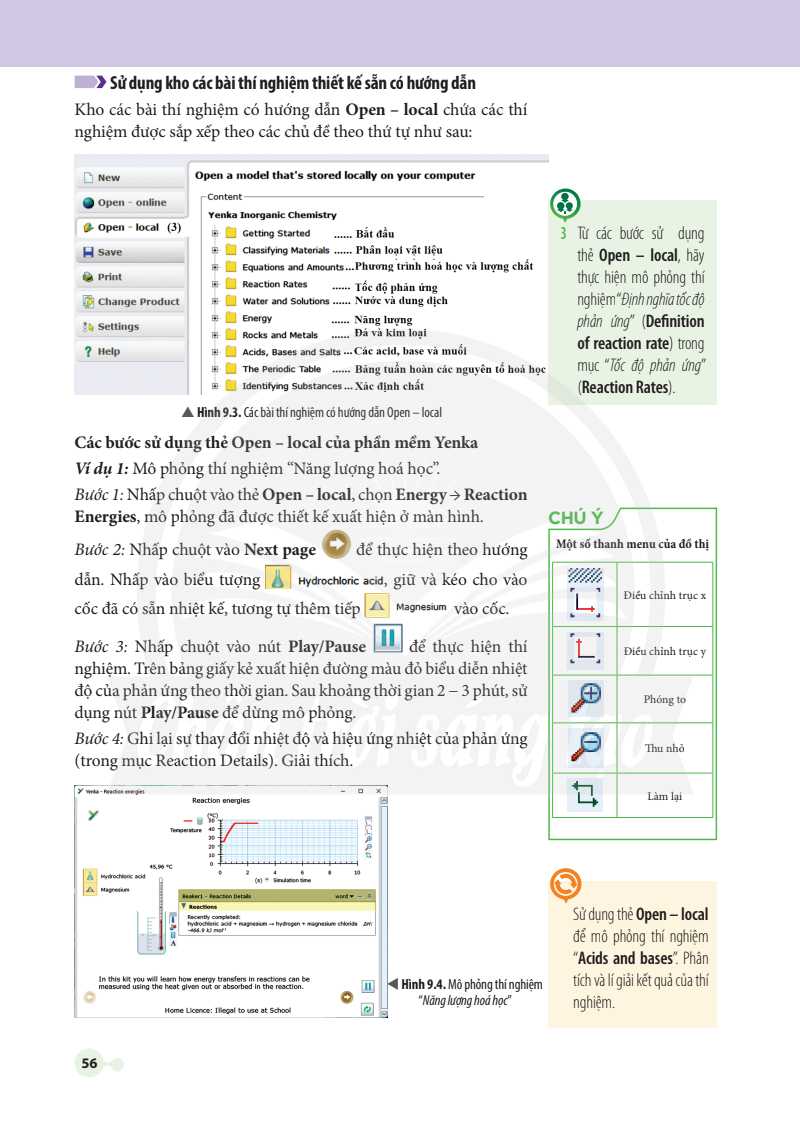 Sử dụng kho các bài thí nghiệm thiết kế sẵn có hướng dẫn
Kho các bài thí nghiệm có hướng dẫn Open – local chứa các thí
nghiệm được sắp xếp theo các chủ đề theo thứ tự như sau:
New
Open - online
Open - local (3)
Save
Print
Change Product
Settings
Help
Open a model that's stored locally on your computer
Content
Yenka Inorganic Chemistry
Getting Started ...... Bắt đầu
Classifying Materials ...... Phân loại vật liệu
Equations and Amounts ... Phương trình hoá học và lượng chất
Reaction Rates ...... Tốc độ phản ứng
Water and Solutions ...... Nước và dung dịch
Energy ...... Năng lượng
Rocks and Metals ...... Đá và kim loại
Acids, Bases and Salts ... Các acid, base và muối
The Periodic Table ...... Bảng tuần hoàn các nguyên tố hoá học
Identifying Substances ... Xác định chất
▲ Hình 9.3. Các bài thí nghiệm có hướng dẫn Open – local
3 Từ các bước sử dụng
thẻ Open – local, hãy
thực hiện mô phỏng thí
nghiệm "Định nghĩa tốc độ
phản ứng" (Definition
of reaction rate) trong
mục "Tốc độ phản ứng"
(Reaction Rates).
Các bước sử dụng thẻ Open – local của phần mềm Yenka
Ví dụ 1: Mô phỏng thí nghiệm "Năng lượng hoá học".
Bước 1: Nhấp chuột vào thẻ Open – local, chọn Energy → Reaction
Energies, mô phỏng đã được thiết kế xuất hiện ở màn hình.
Bước 2: Nhấp chuột vào Next page để thực hiện theo hướng
dẫn. Nhấp vào biểu tượng Hydrochloric acid, giữ và kéo cho vào
cốc đã có sẵn nhiệt kế, tương tự thêm tiếp Magnesium vào cốc.
Bước 3: Nhấp chuột vào nút Play/Pause để thực hiện thí
nghiệm. Trên bảng giấy kẻ xuất hiện đường màu đỏ biểu diễn nhiệt
độ của phản ứng theo thời gian. Sau khoảng thời gian 2 – 3 phút, sử
dụng nút Play/Pause để dừng mô phỏng.
Bước 4: Ghi lại sự thay đổi nhiệt độ và hiệu ứng nhiệt của phản ứng
(trong mục Reaction Details). Giải thích.
CHÚ Ý
Một số thanh menu của đồ thị
Điều chỉnh trục x
Điều chỉnh trục y
Phóng to
Thu nhỏ
Làm lại
Yenka - Reaction energies
Reaction energies
(°C)
Temperature
50
40
30
20
10
0
0 2 4 6 8 10
(s) Simulation time
45,96 °C
Hydrochloric acid
Magnesium
Beaker1 - Reaction Details word
Reactions
Recently completed:
hydrochloric acid + magnesium → hydrogen + magnesium chloride ΔH:
-466.9 kJ mol⁻¹
A
In this kit you will learn how energy transfers in reactions can be
measured using the heat given out or absorbed in the reaction.
Home Licence: Illegal to use at School
◀ Hình 9.4. Mô phỏng thí nghiệm
"Năng lượng hoá học"
Sử dụng thẻ Open – local
để mô phỏng thí nghiệm
"Acids and bases". Phân
tích và lí giải kết quả của thí
nghiệm.
56